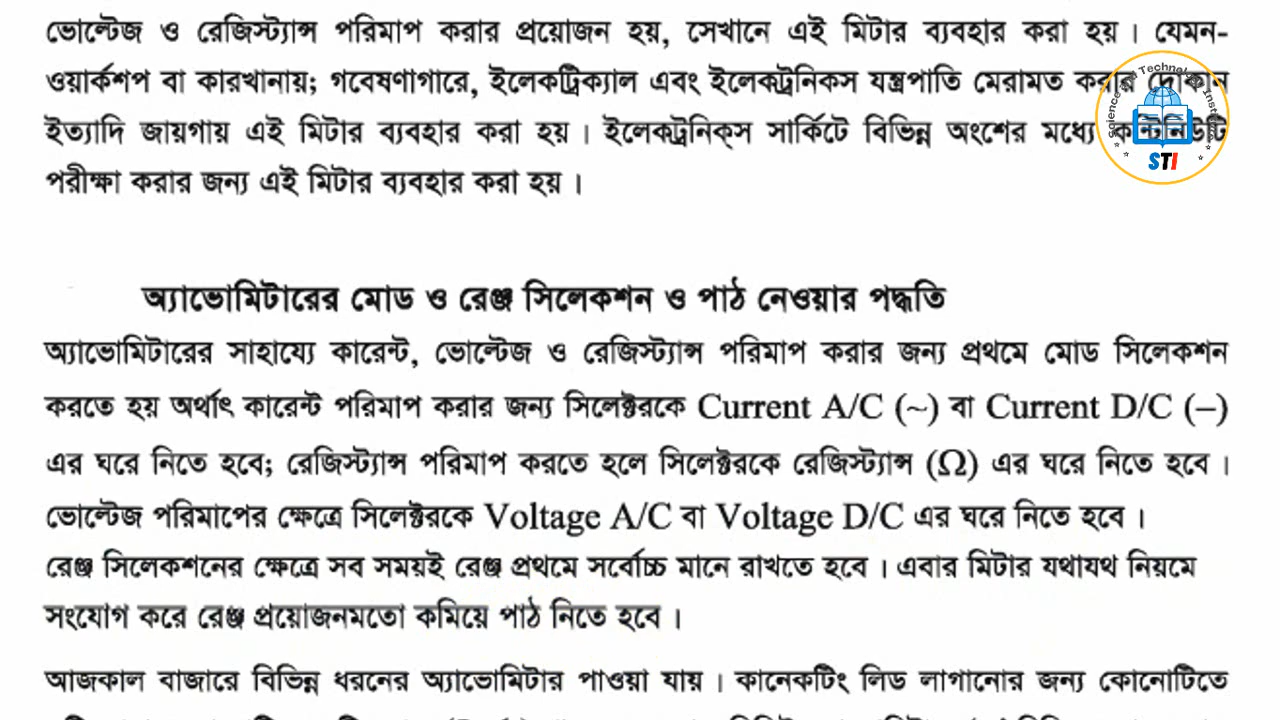 ভোল্টেজ ও রেজিস্ট্যান্স পরিমাপ করার প্রয়োজন হয়, সেখানে এই মিটার ব্যবহার করা হয়। যেমন-
ওয়ার্কশপ বা কারখানায়; গবেষণাগারে, ইলেকট্রিক্যাল এবং ইলেকট্রনিকস যন্ত্রপাতি মেরামত করার দোকান
ইত্যাদি জায়গায় এই মিটার ব্যবহার করা হয়। ইলেকট্রনিক্স সার্কিটে বিভিন্ন অংশের মধ্যে কন্টিনিউটি
পরীক্ষা করার জন্য এই মিটার ব্যবহার করা হয়।
Science and Technology Institute
STI
অ্যাভোমিটারের মোড ও রেঞ্জ সিলেকশন ও পাঠ নেওয়ার পদ্ধতি
অ্যাভোমিটারের সাহায্যে কারেন্ট, ভোল্টেজ ও রেজিস্ট্যান্স পরিমাপ করার জন্য প্রথমে মোড সিলেকশন
করতে হয় অর্থাৎ কারেন্ট পরিমাপ করার জন্য সিলেক্টরকে Current A/C (~) বা Current D/C (–)
এর ঘরে নিতে হবে; রেজিস্ট্যান্স পরিমাপ করতে হলে সিলেক্টরকে রেজিস্ট্যান্স (Ω) এর ঘরে নিতে হবে।
ভোল্টেজ পরিমাপের ক্ষেত্রে সিলেক্টরকে Voltage A/C বা Voltage D/C এর ঘরে নিতে হবে।
রেঞ্জ সিলেকশনের ক্ষেত্রে সব সময়ই রেঞ্জ প্রথমে সর্বোচ্চ মানে রাখতে হবে। এবার মিটার যথাযথ নিয়মে
সংযোগ করে রেঞ্জ প্রয়োজনমতো কমিয়ে পাঠ নিতে হবে।
আজকাল বাজারে বিভিন্ন ধরনের অ্যাভোমিটার পাওয়া যায়। কানেকটিং লিড লাগানোর জন্য কোনোটিতে